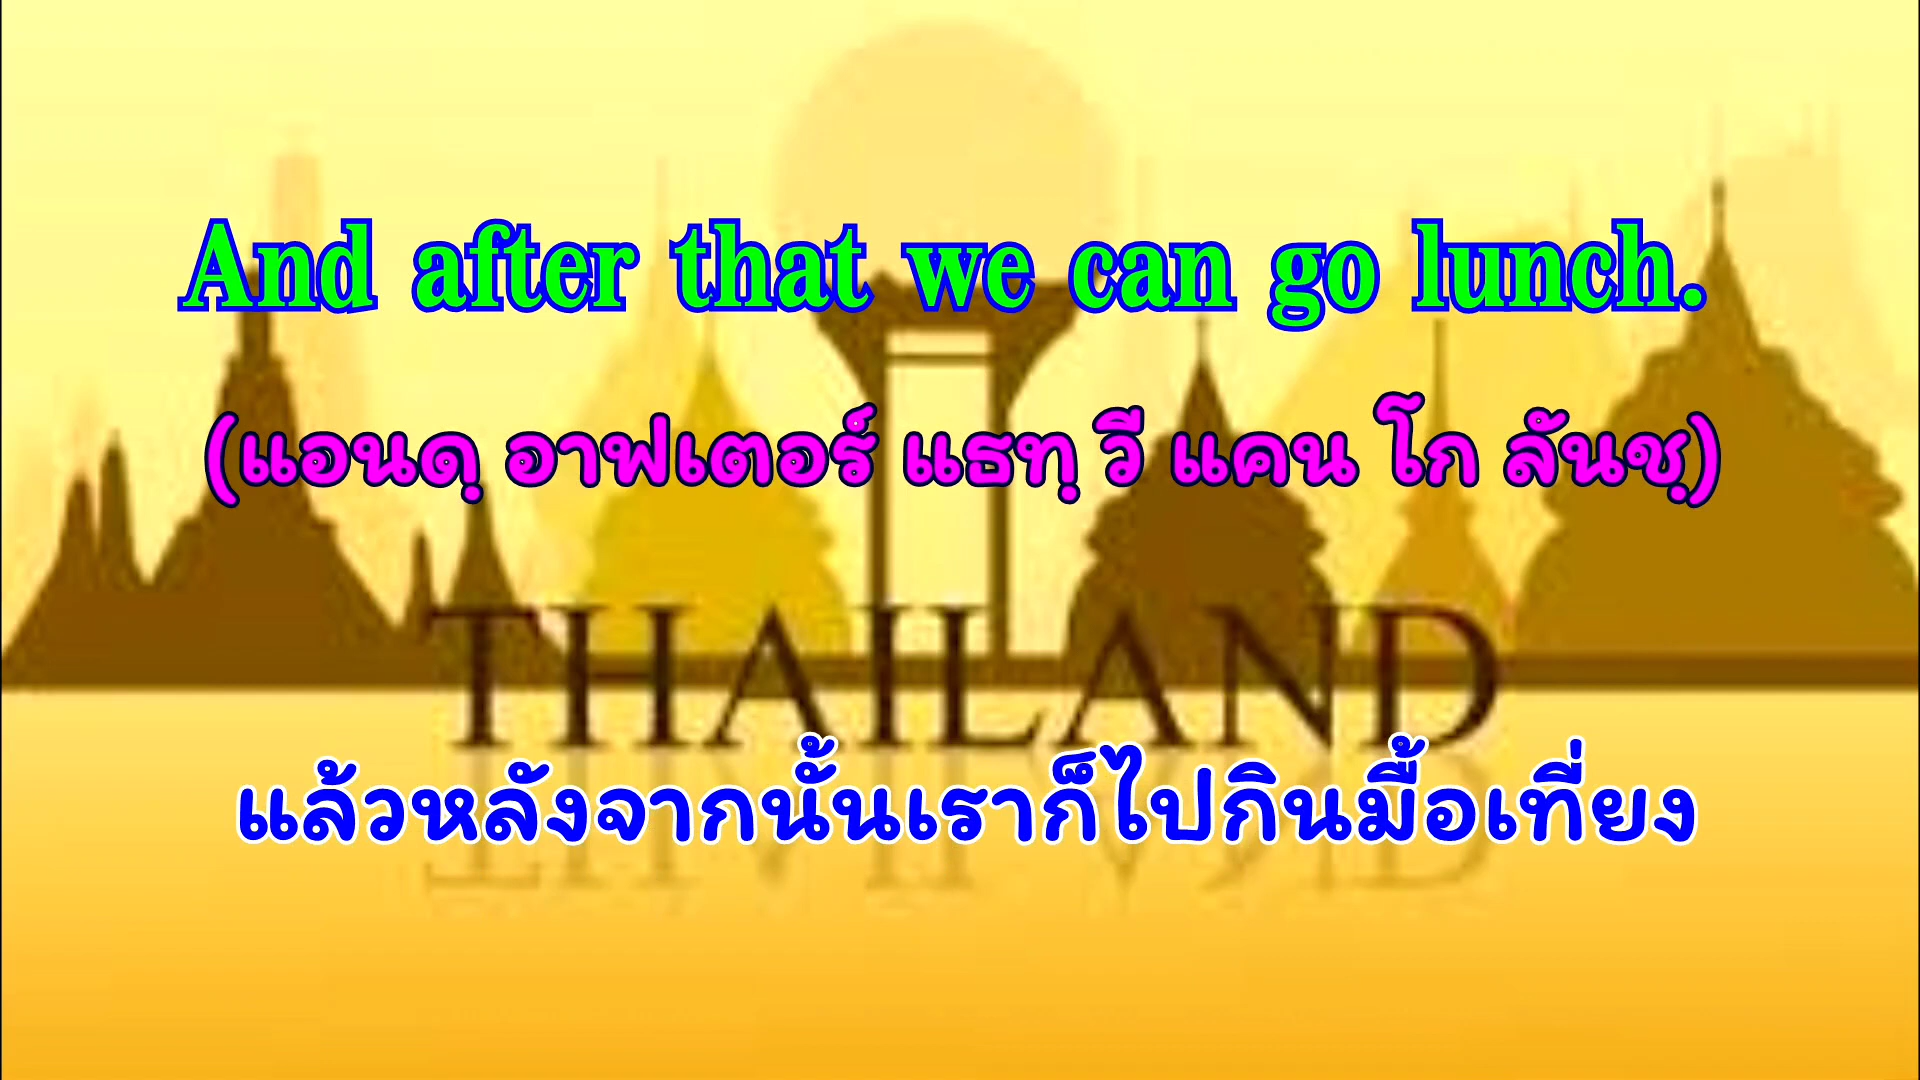 And after that we can go lunch.
(แอนดฺ อาฟเตอร์ แธทฺ วี แคน โก ลันชฺ)
THAILAND
แล้วหลังจากนั้นเราก็ไปกินมื้อเที่ยง